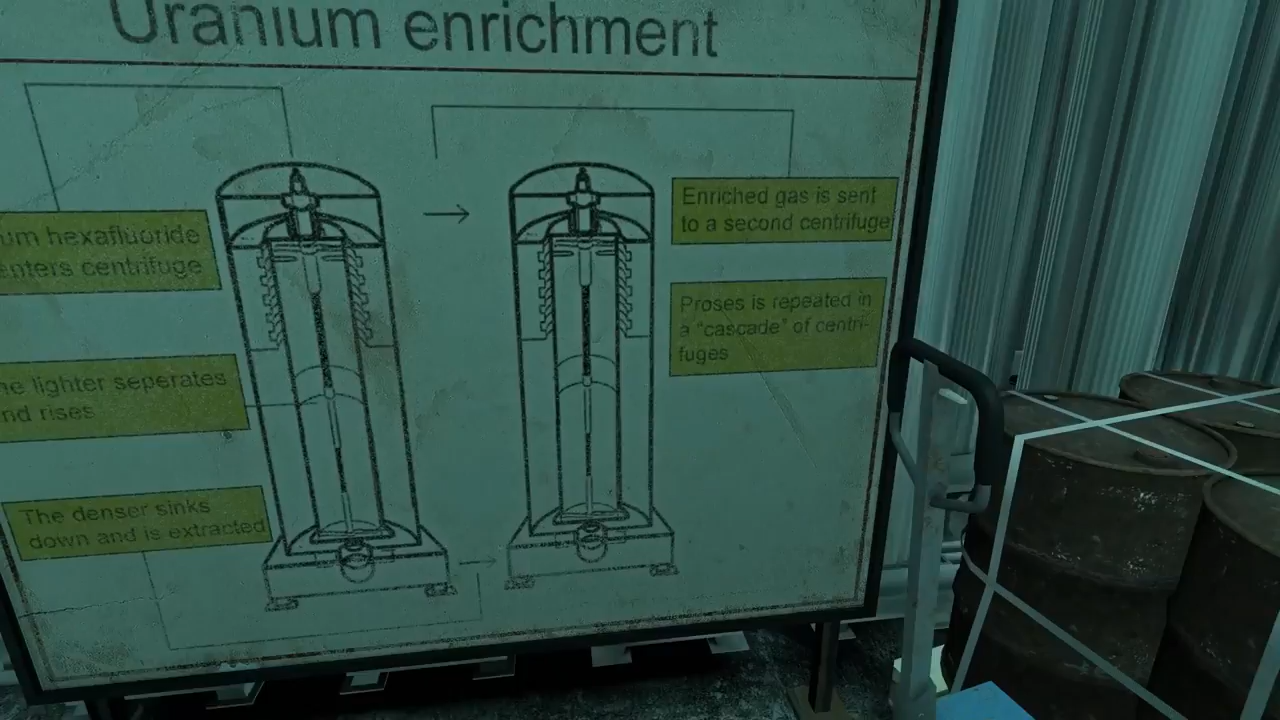 Uranium enrichment
um hexafluoride
enters centrifuge
he lighter seperates
nd rises
The denser sinks
down and is extracted
Enriched gas is sent
to a second centrifuge
Proses is repeated in
a "cascade" of centri-
fuges